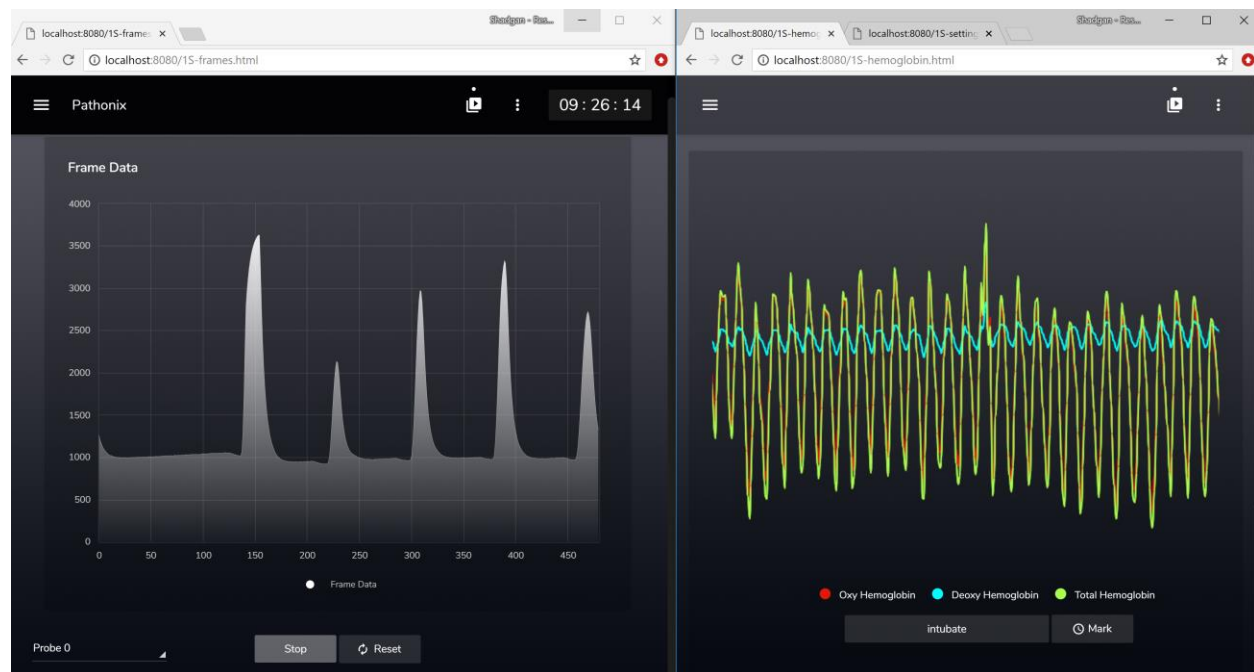 localhost:8080/1S-frames
localhost:8080/1S-frames.html
Pathonix
09 : 26 : 14
Frame Data
4000
3500
3000
2500
2000
1500
1000
500
0
0 50 100 150 200 250 300 350 400 450
Frame Data
Probe 0
Stop
Reset
localhost:8080/1S-hemog
localhost:8080/1S-setting
localhost:8080/1S-hemoglobin.html
Oxy Hemoglobin
Deoxy Hemoglobin
Total Hemoglobin
intubate
Mark